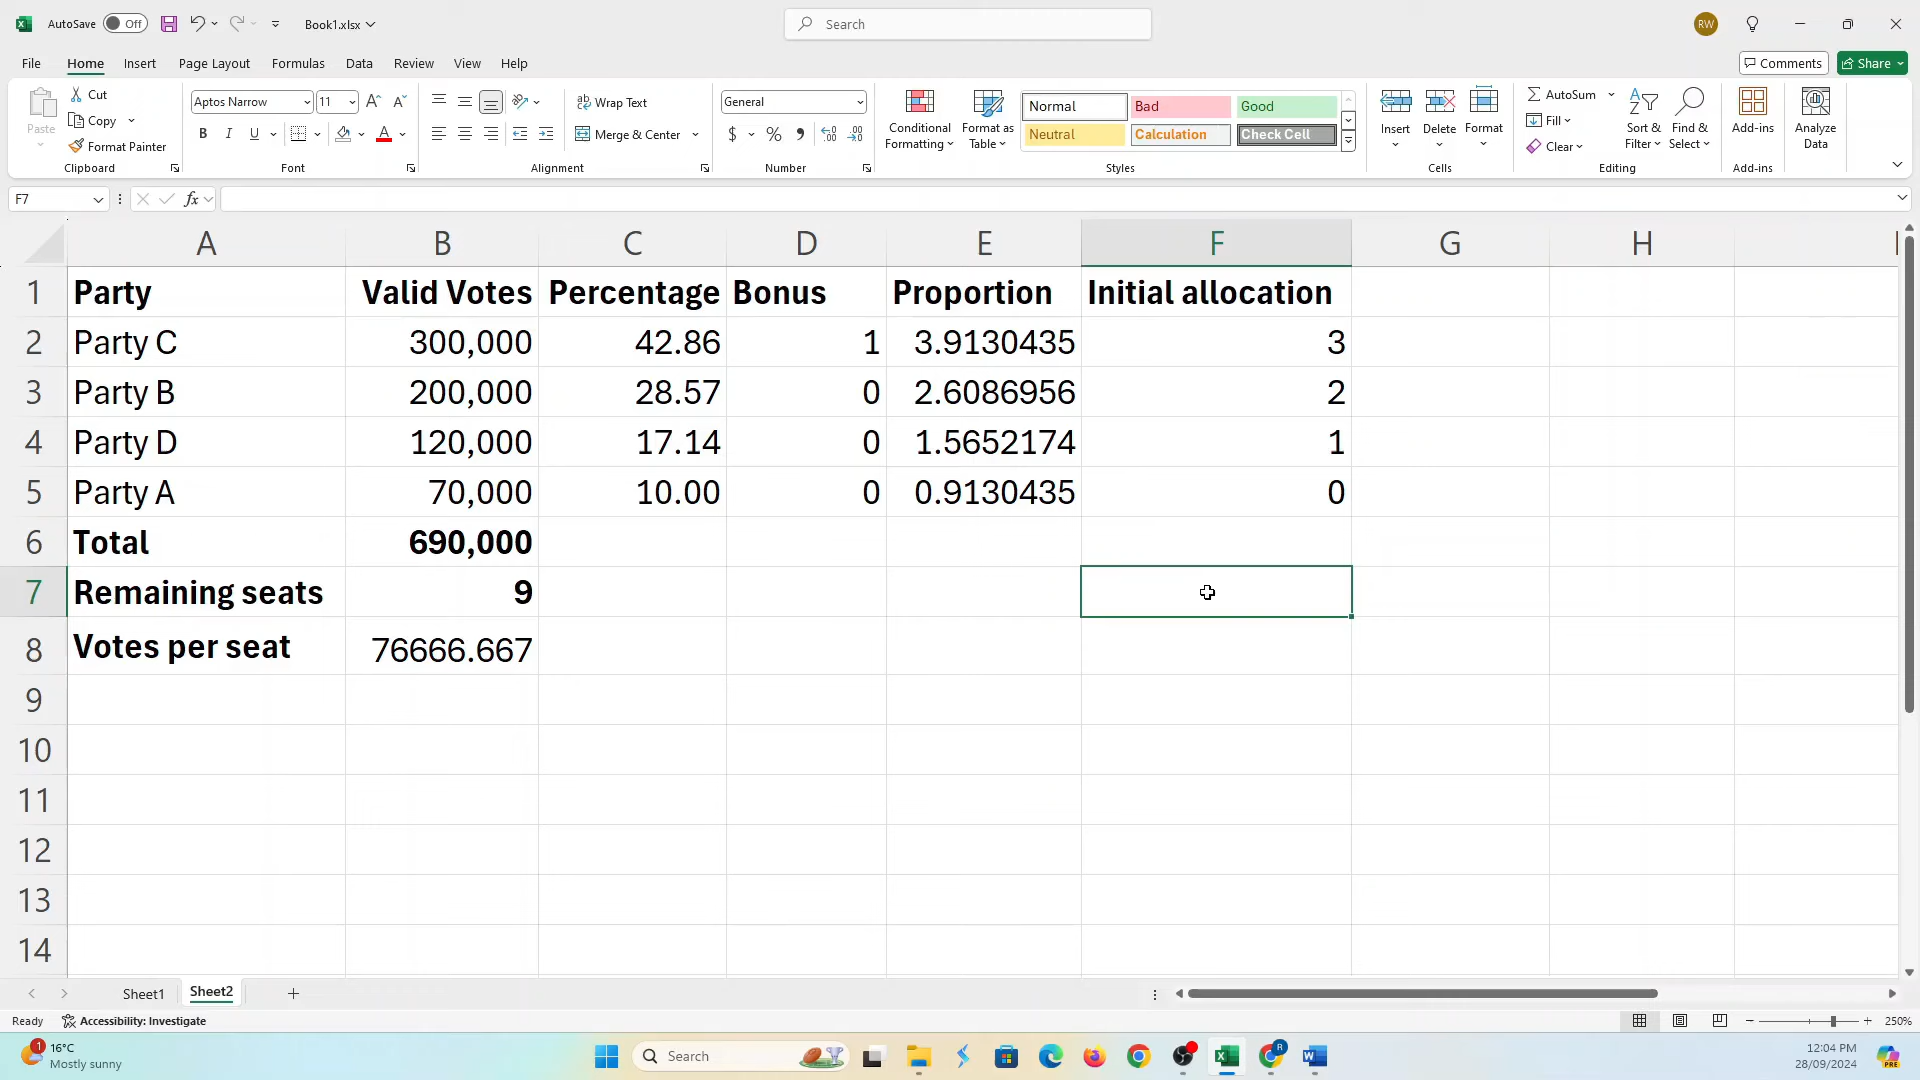 AutoSave Off Book1.xlsx Search RW
File Home Insert Page Layout Formulas Data Review View Help Comments Share
Paste Cut Copy Format Painter Clipboard
Aptos Narrow 11 B I U Font
Wrap Text Merge & Center Alignment
General $ % Number
Conditional Formatting Format as Table Normal Bad Good Neutral Calculation Check Cell Styles
Insert Delete Format Cells
AutoSum Fill Clear Sort & Filter Find & Select Editing
Add-ins Add-ins Analyze Data
F7 fx
A B C D E F G H I
1 Party Valid Votes Percentage Bonus Proportion Initial allocation
2 Party C 300,000 42.86 1 3.9130435 3
3 Party B 200,000 28.57 0 2.6086956 2
4 Party D 120,000 17.14 0 1.5652174 1
5 Party A 70,000 10.00 0 0.9130435 0
6 Total 690,000
7 Remaining seats 9
8 Votes per seat 76666.667
9
10
11
12
13
14
Sheet1 Sheet2
Ready Accessibility: Investigate 250%
1 16°C Search 12:04 PM
Mostly sunny 28/09/2024